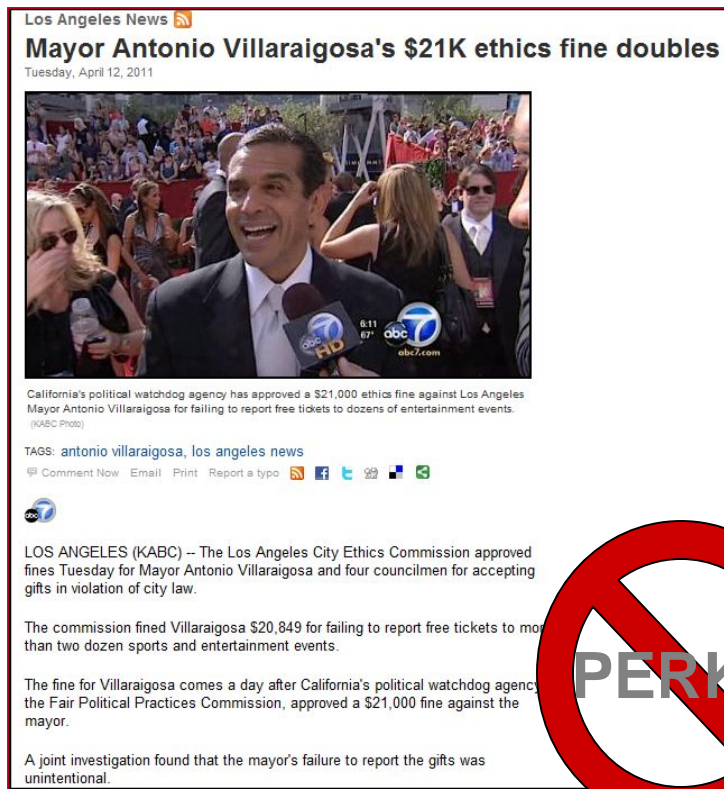 Los Angeles News
Mayor Antonio Villaraigosa's $21K ethics fine doubles
Tuesday, April 12, 2011
abc 7 HD
6:11
67°
abc 7
abc7.com
California's political watchdog agency has approved a $21,000 ethics fine against Los Angeles
Mayor Antonio Villaraigosa for failing to report free tickets to dozens of entertainment events.
(KABC Photo)
TAGS: antonio villaraigosa, los angeles news
Comment Now Email Print Report a typo
abc 7
LOS ANGELES (KABC) -- The Los Angeles City Ethics Commission approved
fines Tuesday for Mayor Antonio Villaraigosa and four councilmen for accepting
gifts in violation of city law.
The commission fined Villaraigosa $20,849 for failing to report free tickets to
than two dozen sports and entertainment events.
The fine for Villaraigosa comes a day after California's political watchdog agency
the Fair Political Practices Commission, approved a $21,000 fine against the
mayor.
A joint investigation found that the mayor's failure to report the gifts was
unintentional.
PERK